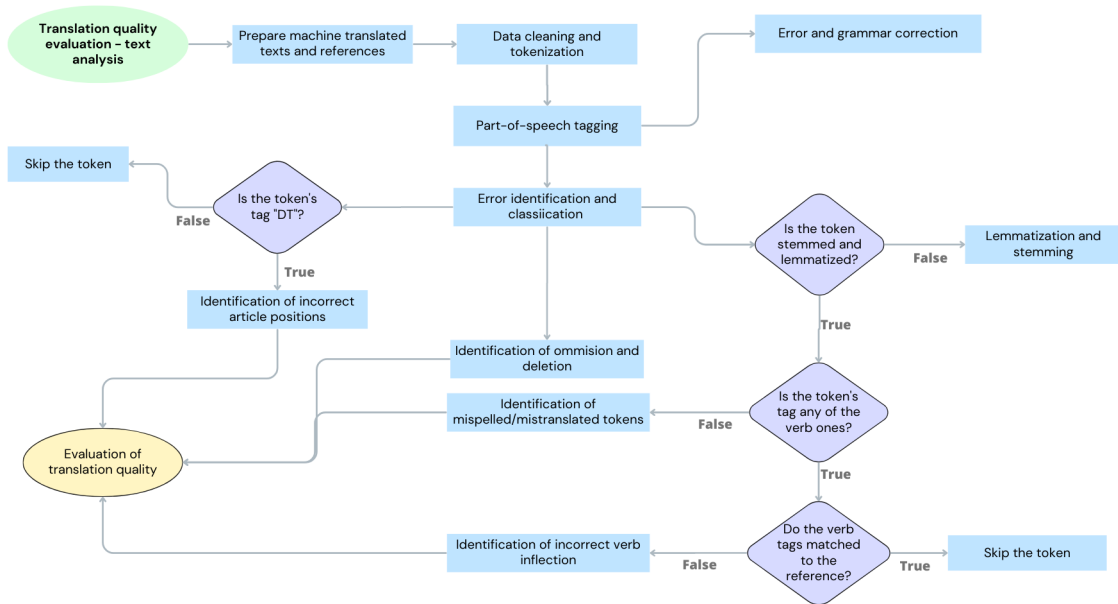 Translation quality
evaluation - text
analysis
Prepare machine translated
texts and references
Data cleaning and
tokenization
Error and grammar correction
Part-of-speech tagging
Skip the token
Is the token's
tag "DT"?
False
True
Error identification and
classiication
Is the token
stemmed and
lemmatized?
False
Lemmatization and
stemming
True
Identification of incorrect
article positions
Identification of ommision and
deletion
Identification of
mispelled/mistranslated tokens
False
Is the token's
tag any of the
verb ones?
True
Evaluation of
translation quality
Identification of incorrect verb
inflection
False
Do the verb
tags matched
to the
reference?
True
Skip the token